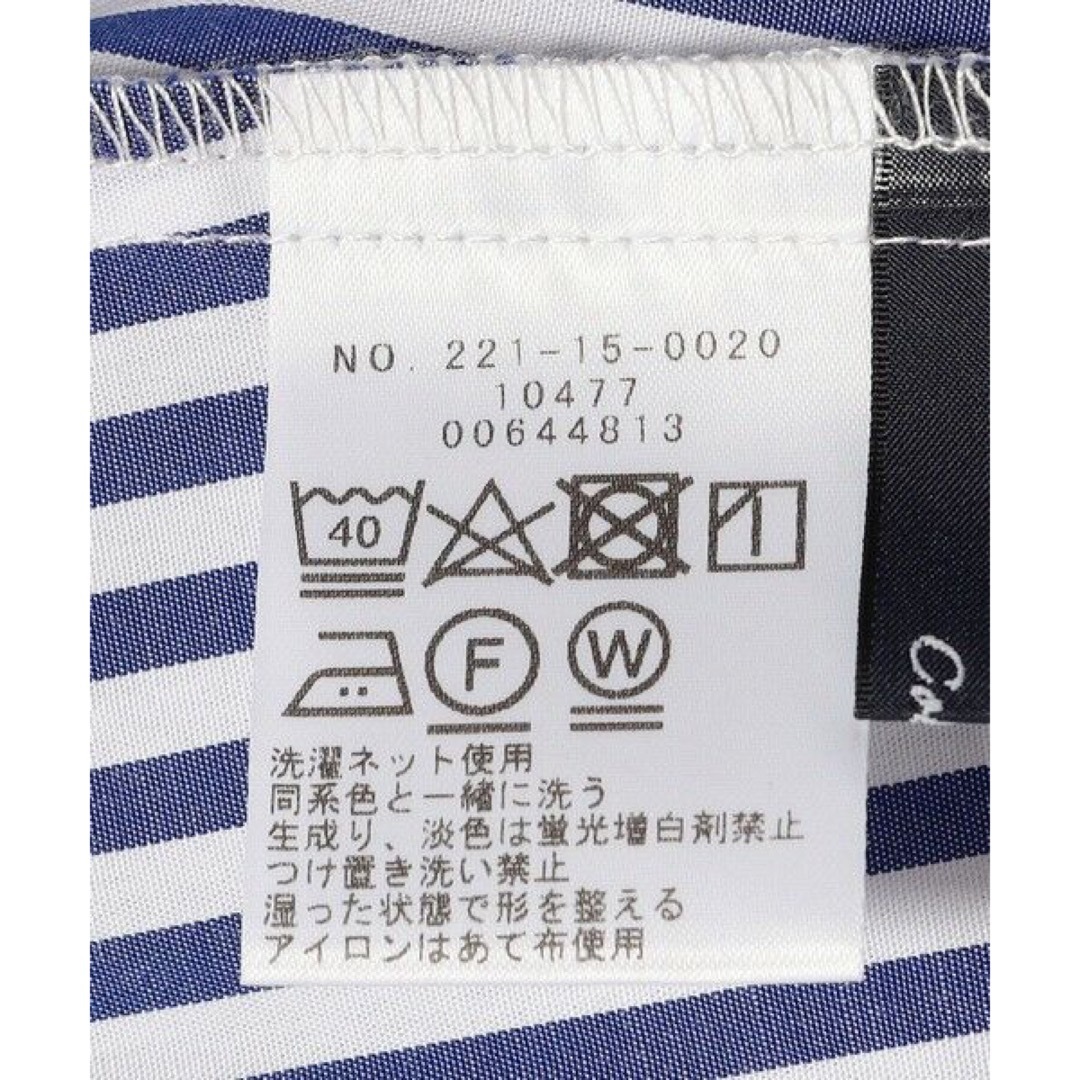 NO. 221-15-0020
10477
00644813
40
F
W
洗濯ネット使用
同系色と一緒に洗う
生成り、淡色は蛍光増白剤禁止
つけ置き洗い禁止
湿った状態で形を整える
アイロンはあて布使用